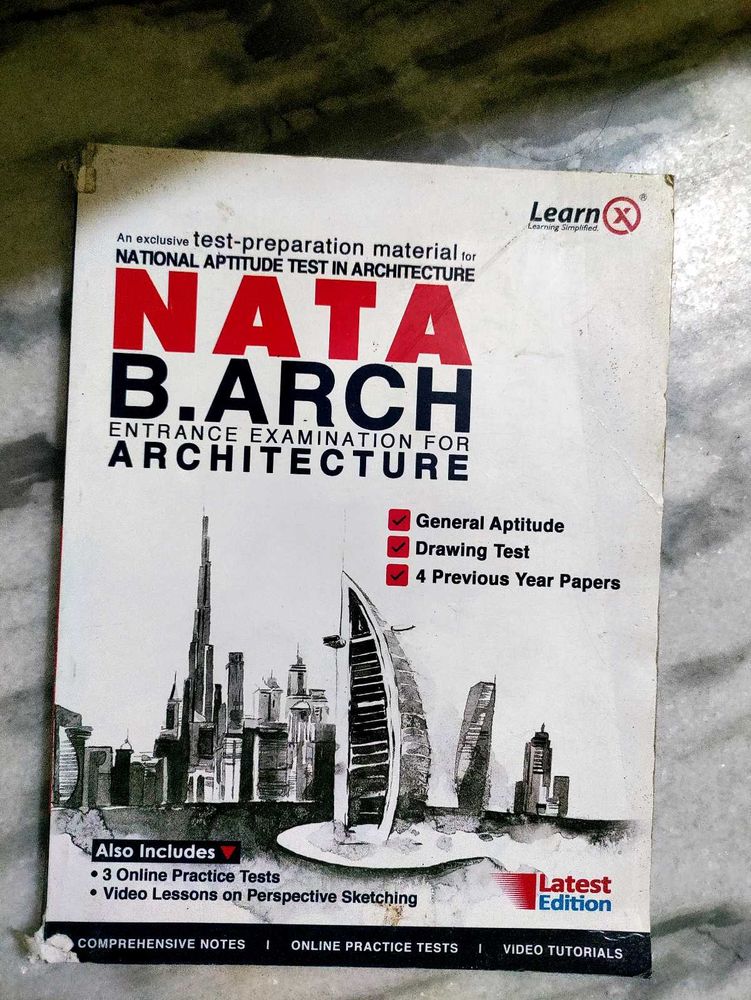 LearnX®
Learning Simplified.
An exclusive test-preparation material for
NATIONAL APTITUDE TEST IN ARCHITECTURE
NATA
B.ARCH
ENTRANCE EXAMINATION FOR
ARCHITECTURE
General Aptitude
Drawing Test
4 Previous Year Papers
Also Includes
• 3 Online Practice Tests
• Video Lessons on Perspective Sketching
Latest
Edition
COMPREHENSIVE NOTES | ONLINE PRACTICE TESTS | VIDEO TUTORIALS